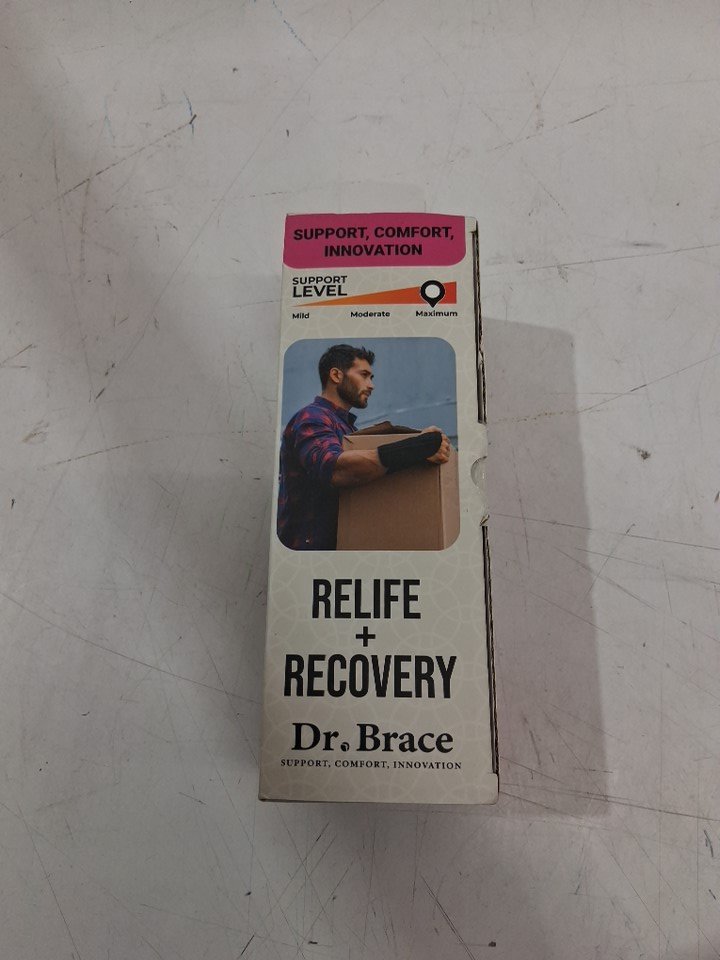 SUPPORT, COMFORT,
INNOVATION
SUPPORT
LEVEL
Mild Moderate Maximum
RELIFE
+
RECOVERY
Dr. Brace
SUPPORT, COMFORT, INNOVATION